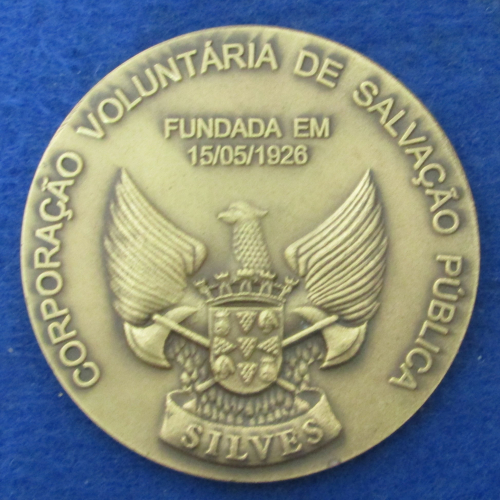 CORPORAÇÃO VOLUNTÁRIA DE SALVAÇÃO PÚBLICA
FUNDADA EM
15/05/1926
SILVES